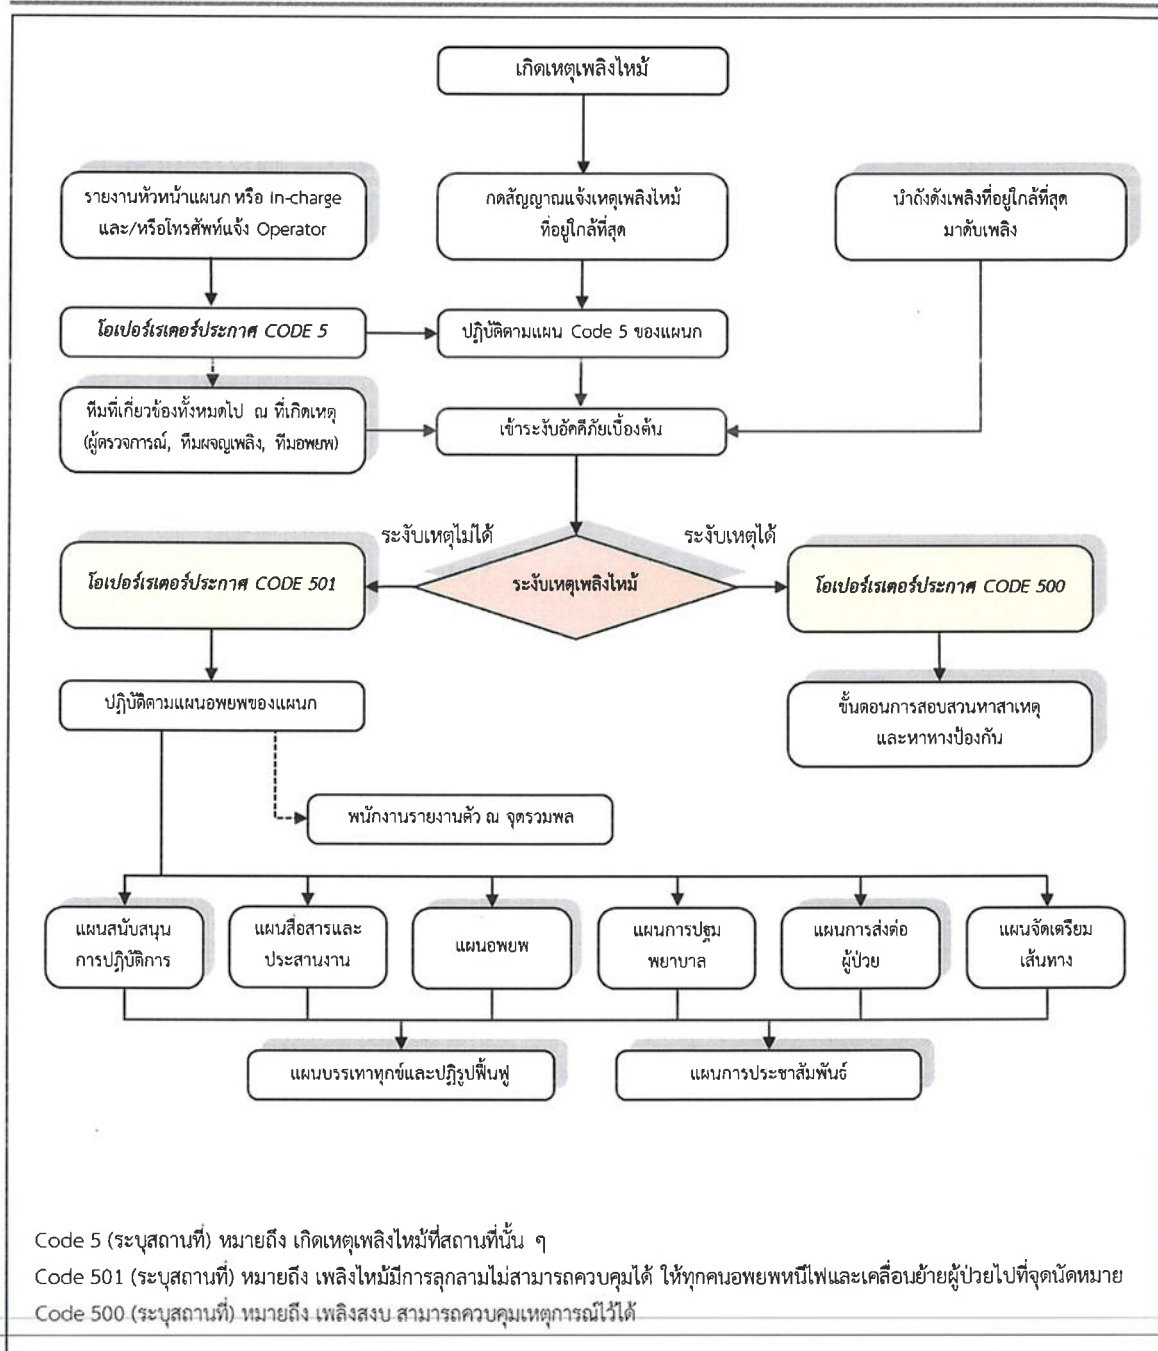 เกิดเหตุเพลิงไหม้
รายงานหัวหน้าแผนก หรือ In-charge
และ/หรือโทรศัพท์แจ้ง Operator
กดสัญญาณแจ้งเหตุเพลิงไหม้
ที่อยู่ใกล้ที่สุด
นำถังดังเพลิงที่อยู่ใกล้ที่สุด
มาดับเพลิง
โอเปอร์เรเตอร์ประกาศ CODE 5
ปฏิบัติตามแผน Code 5 ของแผนก
ทีมที่เกี่ยวข้องทั้งหมดไป ณ ที่เกิดเหตุ
(ผู้ตรวจการณ์, ทีมผจญเพลิง, ทีมอพยพ)
เข้าระงับอัคคีภัยเบื้องต้น
ระงับเหตุไม่ได้
ระงับเหตุได้
โอเปอร์เรเตอร์ประกาศ CODE 501
ระงับเหตุเพลิงไหม้
โอเปอร์เรเตอร์ประกาศ CODE 500
ปฏิบัติตามแผนอพยพของแผนก
ขั้นตอนการสอบสวนหาสาเหตุ
และหาทางป้องกัน
พนักงานรายงานตัว ณ จุดรวมพล
แผนสนับสนุน
การปฏิบัติการ
แผนสื่อสารและ
ประสานงาน
แผนอพยพ
แผนการปฐม
พยาบาล
แผนการส่งต่อ
ผู้ป่วย
แผนจัดเตรียม
เส้นทาง
แผนบรรเทาทุกข์และปฏิรูปฟื้นฟู
แผนการประชาสัมพันธ์
Code 5 (ระบุสถานที่) หมายถึง เกิดเหตุเพลิงไหม้ที่สถานที่นั้น ๆ
Code 501 (ระบุสถานที่) หมายถึง เพลิงไหม้มีการลุกลามไม่สามารถควบคุมได้ ให้ทุกคนอพยพหนีไฟและเคลื่อนย้ายผู้ป่วยไปที่จุดนัดหมาย
Code 500 (ระบุสถานที่) หมายถึง เพลิงสงบ สามารถควบคุมเหตุการณ์ไว้ได้